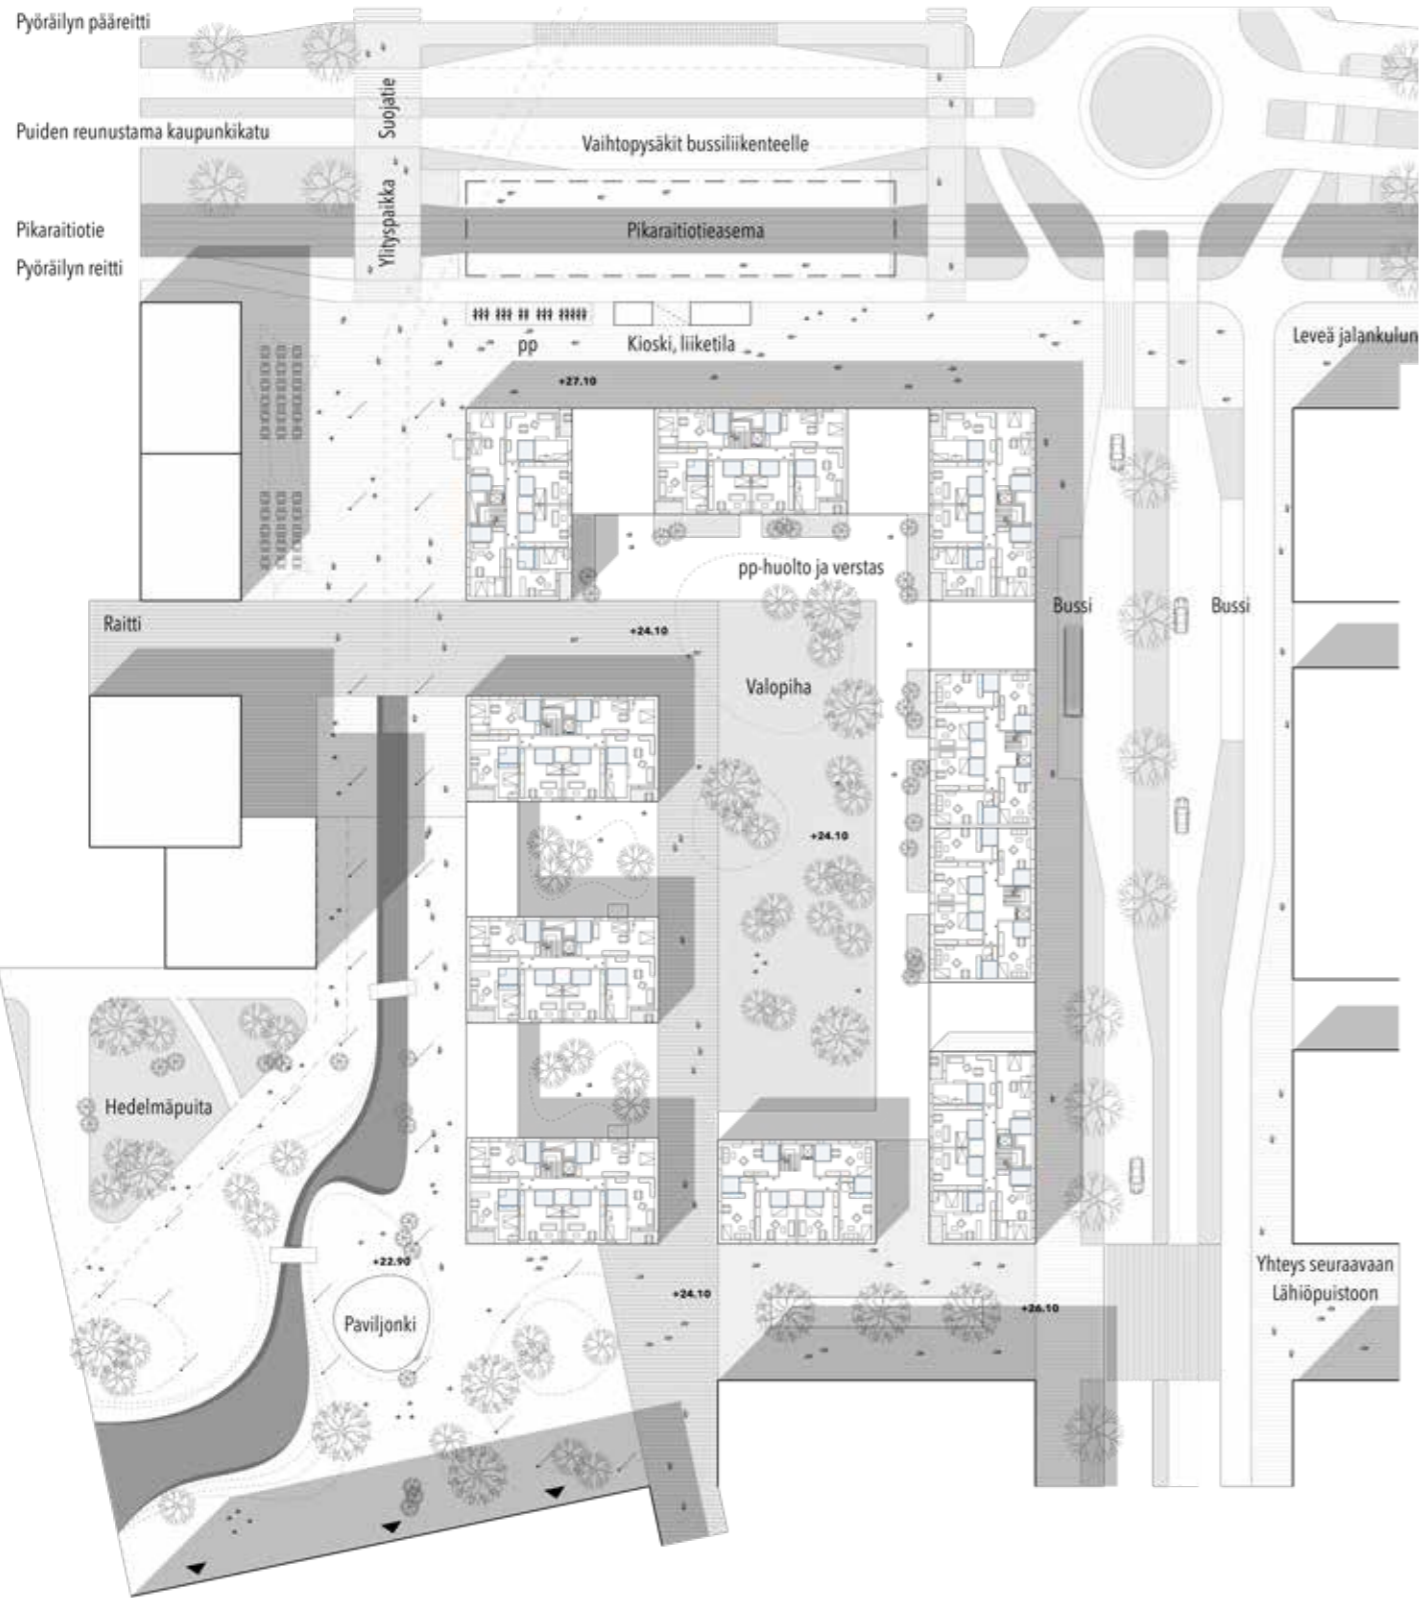 Pyöräilyn pääreitti
Suojatie
Puiden reunustama kaupunkikatu
Vaihtopysäkit bussiliikenteelle
Ylityspaikka
Pikaraitiotie
Pikaraitiotieasema
Pyöräilyn reitti
pp
Kioski, liiketila
Leveä jalankulun
+27.10
pp-huolto ja verstas
Bussi
Bussi
Raitti
+24.10
Valopiha
+24.10
Hedelmäpuita
+22.90
Yhteys seuraavaan
Lähiöpuistoon
+24.10
+26.10
Paviljonki